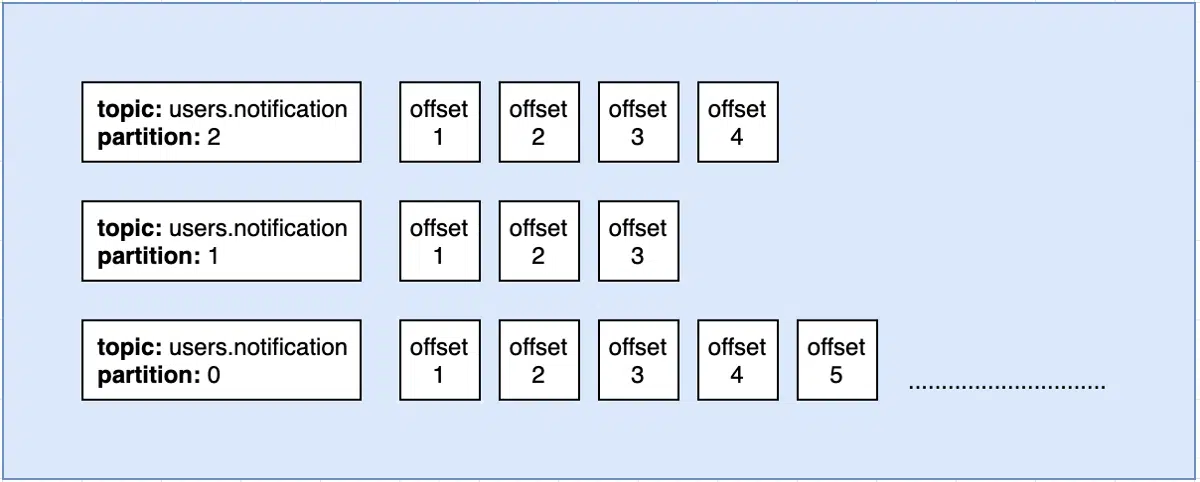 topic: users.notification
partition: 2
offset
1
offset
2
offset
3
offset
4
topic: users.notification
partition: 1
offset
1
offset
2
offset
3
topic: users.notification
partition: 0
offset
1
offset
2
offset
3
offset
4
offset
5
..............................